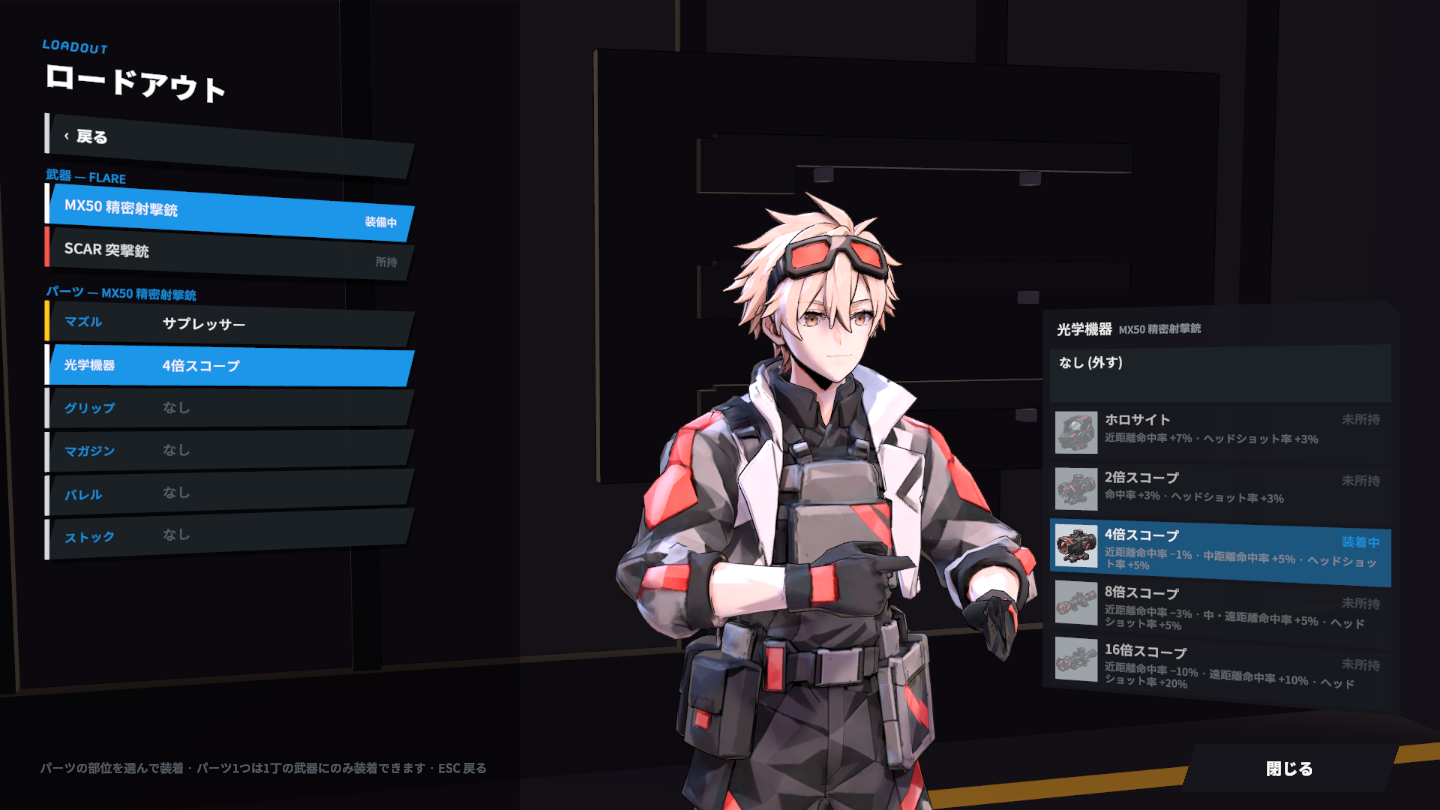 LOADOUT
ロードアウト
‹ 戻る
武器 — FLARE
MX50 精密射撃銃
装備中
SCAR 突撃銃
所持
パーツ — MX50 精密射撃銃
マズル サプレッサー
光学機器 4倍スコープ
グリップ なし
マガジン なし
バレル なし
ストック なし
パーツの部位を選んで装着 · パーツ1つは1丁の武器にのみ装着できます · ESC 戻る
光学機器 MX50 精密射撃銃
なし (外す)
ホロサイト
未所持
近距離命中率 +7% · ヘッドショット率 +3%
2倍スコープ
未所持
命中率 +3% · ヘッドショット率 +3%
4倍スコープ
装着中
近距離命中率 −1% · 中距離命中率 +5% · ヘッドショッ
ト率 +5%
8倍スコープ
未所持
近距離命中率 −3% · 中・遠距離命中率 +5% · ヘッド
ショット率 +5%
16倍スコープ
未所持
近距離命中率 −10% · 遠距離命中率 +10% · ヘッド
ショット率 +20%
閉じる